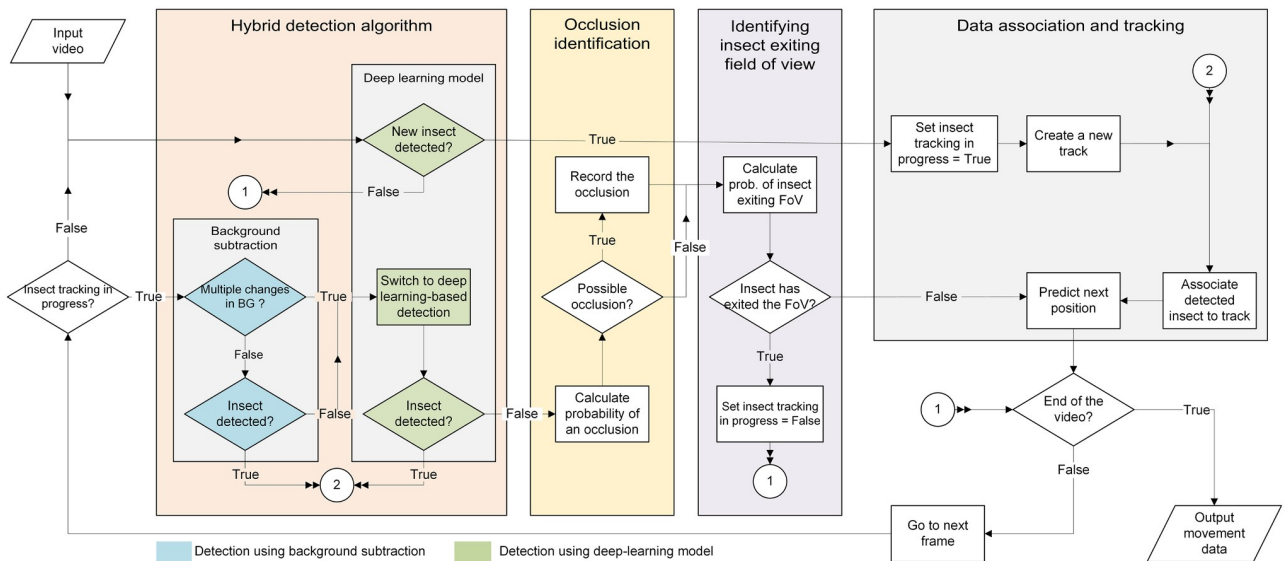 Input
video
Hybrid detection algorithm
Occlusion
identification
Identifying
insect exiting
field of view
Data association and tracking
Deep learning model
New insect
detected?
True
False
1
2
Set insect
tracking in
progress = True
Create a new
track
Record the
occlusion
Calculate
prob. of insect
exiting FoV
False
Insect tracking in
progress?
True
Background
subtraction
Multiple changes
in BG ?
True
False
Switch to deep
learning-based
detection
True
False
Possible
occlusion?
Insect has
exited the FoV?
False
True
Predict next
position
Associate
detected
insect to track
Insect
detected?
False
True
Insect
detected?
False
True
2
Calculate
probability of
an occlusion
Set insect tracking
in progress = False
1
1
End of the
video?
True
False
Go to next
frame
Output
movement
data
Detection using background subtraction
Detection using deep-learning model